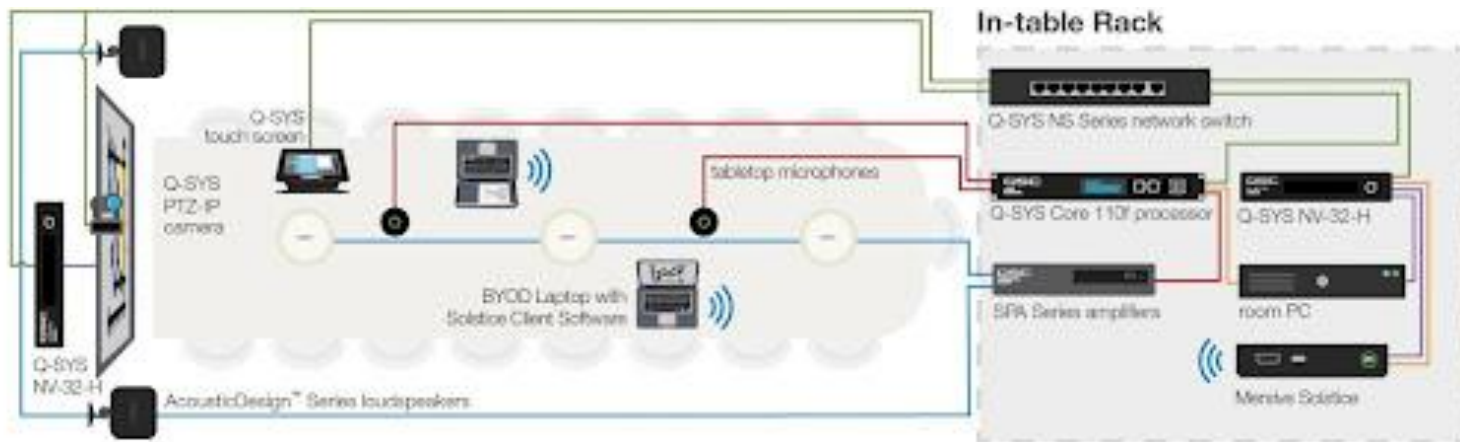 In-table Rack
Q-SYS
touch screen
Q-SYS NS Series network switch
Q-SYS
PTZ-IP
camera
tabletop microphones
Q-SYS Core 110f processor
Q-SYS NV-32-H
BYOD Laptop with
Solstice Client Software
SPA Series amplifiers
room PC
Q-SYS
NV-32-H
AcousticDesign™ Series loudspeakers
Mersive Solstice